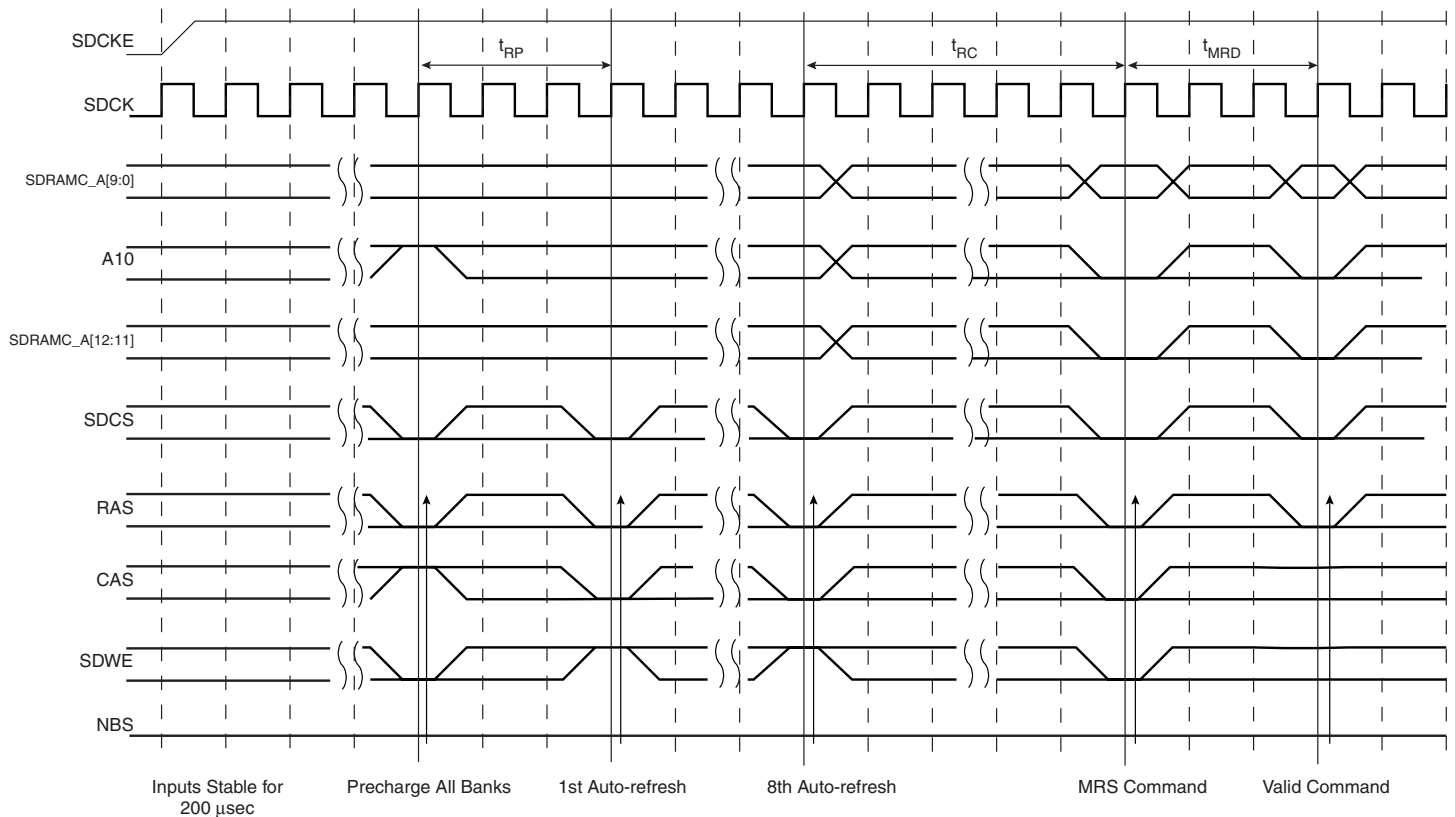 SDCKE
tRP
tRC
tMRD
SDCK
SDRAMC_A[9:0]
A10
SDRAMC_A[12:11]
SDCS
RAS
CAS
SDWE
NBS
Inputs Stable for
200 μsec
Precharge All Banks
1st Auto-refresh
8th Auto-refresh
MRS Command
Valid Command